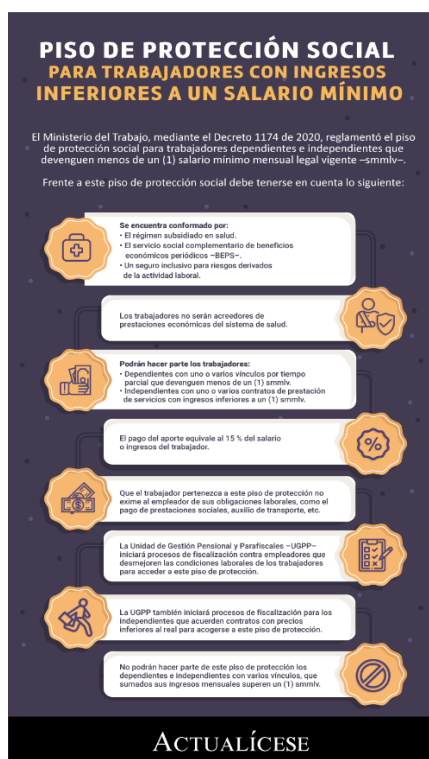 PISO DE PROTECCIÓN SOCIAL
PARA TRABAJADORES CON INGRESOS
INFERIORES A UN SALARIO MÍNIMO
El Ministerio del Trabajo, mediante el Decreto 1174 de 2020, reglamentó el piso
de protección social para trabajadores dependientes e independientes que
devenguen menos de un (1) salario mínimo mensual legal vigente –smmlv–.
Frente a este piso de protección social debe tenerse en cuenta lo siguiente:
Se encuentra conformado por:
• El régimen subsidiado en salud.
• El servicio social complementario de beneficios
económicos periódicos –BEPS–.
• Un seguro inclusivo para riesgos derivados
de la actividad laboral.
Los trabajadores no serán acreedores de
prestaciones económicas del sistema de salud.
Podrán hacer parte los trabajadores:
• Dependientes con uno o varios vínculos por tiempo
parcial que devenguen menos de un (1) smmlv.
• Independientes con uno o varios contratos de prestación
de servicios con ingresos inferiores a un (1) smmlv.
El pago del aporte equivale al 15 % del salario
o ingresos del trabajador.
%
Que el trabajador pertenezca a este piso de protección no
exime al empleador de sus obligaciones laborales, como el
pago de prestaciones sociales, auxilio de transporte, etc.
$
La Unidad de Gestión Pensional y Parafiscales –UGPP–
iniciará procesos de fiscalización contra empleadores que
desmejoren las condiciones laborales de los trabajadores
para acceder a este piso de protección.
La UGPP también iniciará procesos de fiscalización para los
independientes que acuerden contratos con precios
inferiores al real para acogerse a este piso de protección.
No podrán hacer parte de este piso de protección los
dependientes e independientes con varios vínculos, que
sumados sus ingresos mensuales superen un (1) smmlv.
ACTUALÍCESE